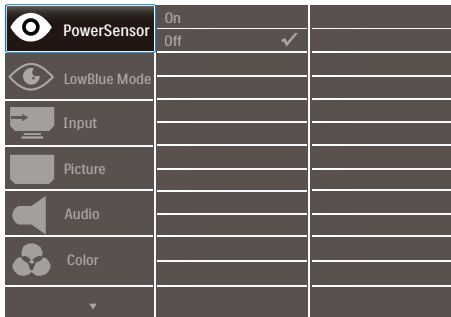 PowerSensor
On
Off
LowBlue Mode
Input
Picture
Audio
Color